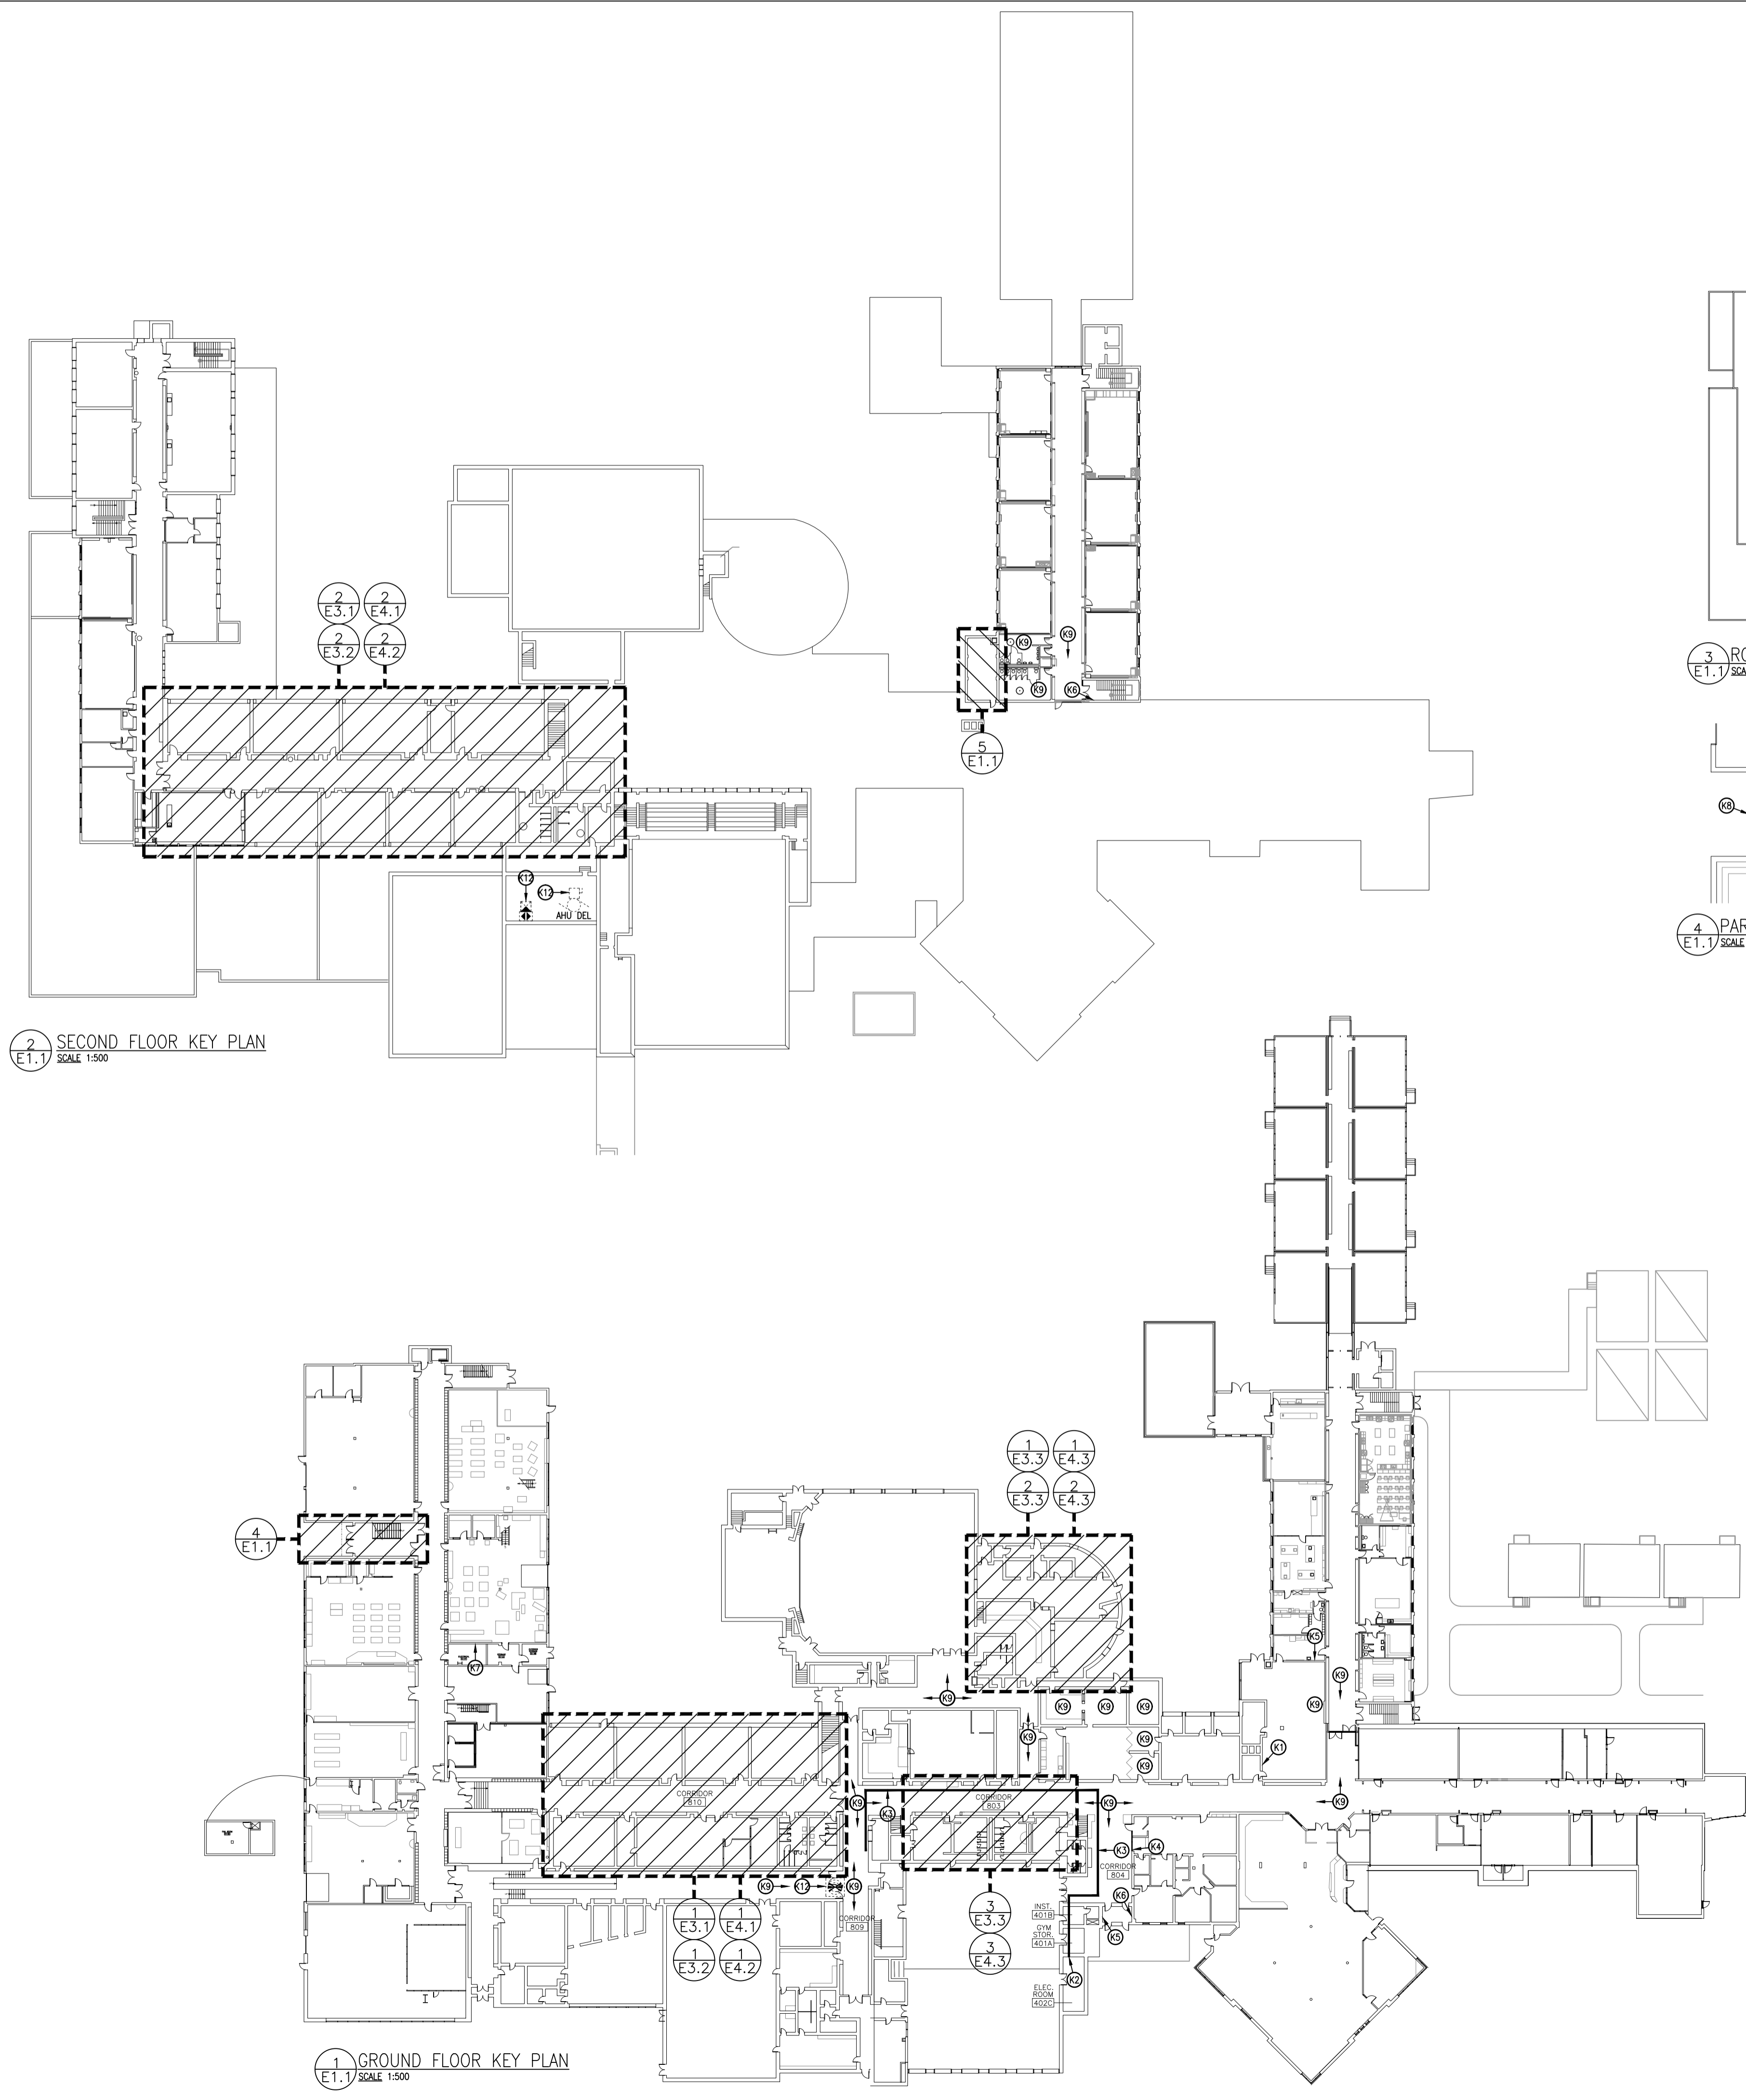 2 2
E3.1 E4.1
2 2
E3.2 E4.2
K9
K9
K9
K6
5
E1.1
3 RO
E1.1 SCA
K8
K12
K12
AHU DEL
4 PAR
E1.1 SCALE
2 SECOND FLOOR KEY PLAN
E1.1 SCALE 1:500
1 1
E3.3 E4.3
2 2
E3.3 E4.3
4
E1.1
K5
K7
K9
K9
K9
K9 K9 K9
K9
K9
K9
K1
CORRIDOR
810
K9
K3
CORRIDOR
803
K9
K9
K3
K4
CORRIDOR
804
K9
K12
K9
K6
CORRIDOR
809
INST.
401B
K5
GYM
STOR.
401A
K2
ELEC.
ROOM
402C
1 1
E3.1 E4.1
1 1
E3.2 E4.2
3
E3.3
3
E4.3
1 GROUND FLOOR KEY PLAN
E1.1 SCALE 1:500